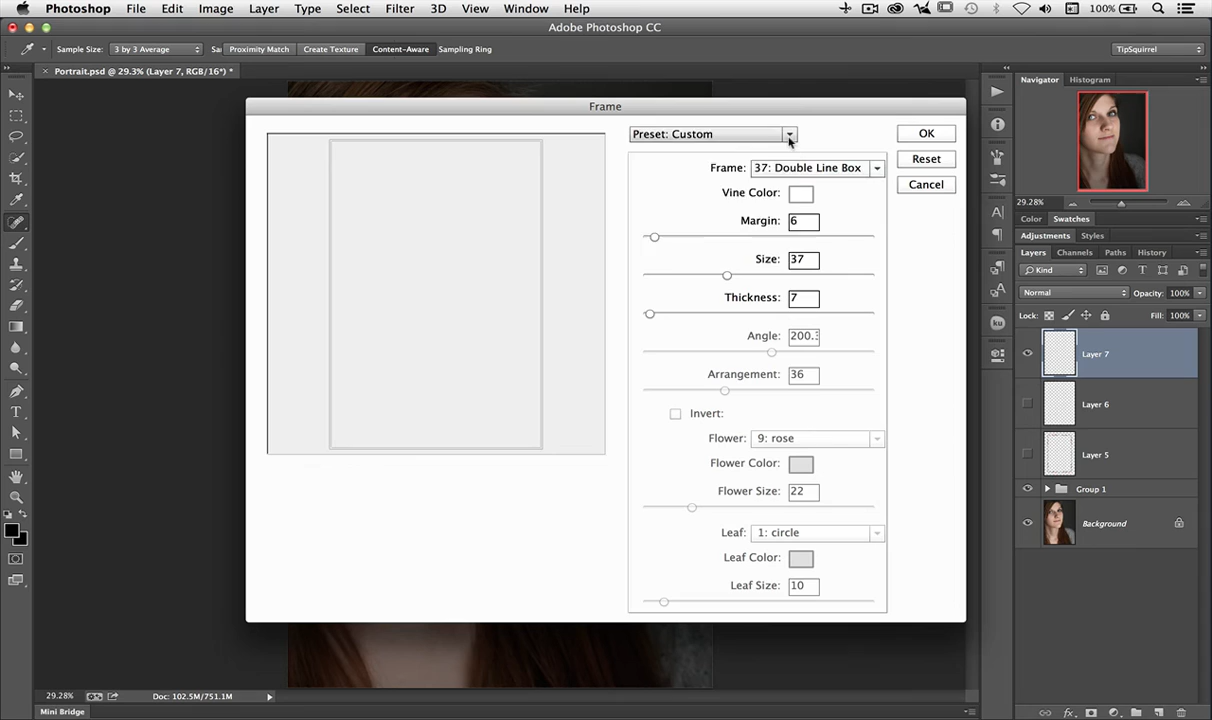 Photoshop File Edit Image Layer Type Select Filter 3D View Window Help 100%
Adobe Photoshop CC
Sample Size: 3 by 3 Average Sa Proximity Match Create Texture Content-Aware Sampling Ring TipSquirrel
× Portrait.psd @ 29.3% (Layer 7, RGB/16*) *
Navigator Histogram
Frame
Preset: Custom
OK
Frame: 37: Double Line Box
Reset
Vine Color:
Cancel
Margin: 6
29.28%
Color Swatches
Size: 37
Adjustments Styles
Layers Channels Paths History
Kind
Thickness: 7
Normal Opacity: 100%
Lock: Fill: 100%
Angle: 200.
Layer 7
Arrangement: 36
Layer 6
Invert:
Flower: 9: rose
Layer 5
Flower Color:
Flower Size: 22
Group 1
Background
Leaf: 1: circle
Leaf Color:
Leaf Size: 10
29.28% Doc: 102.5M/751.1M
Mini Bridge
fx
A
A
ku
T